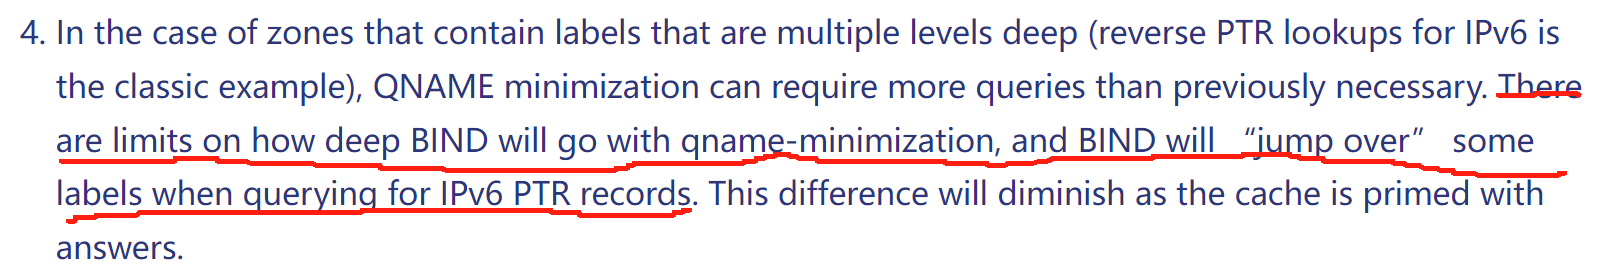 4. In the case of zones that contain labels that are multiple levels deep (reverse PTR lookups for IPv6 is
the classic example), QNAME minimization can require more queries than previously necessary. There
are limits on how deep BIND will go with qname-minimization, and BIND will “jump over” some
labels when querying for IPv6 PTR records. This difference will diminish as the cache is primed with
answers.